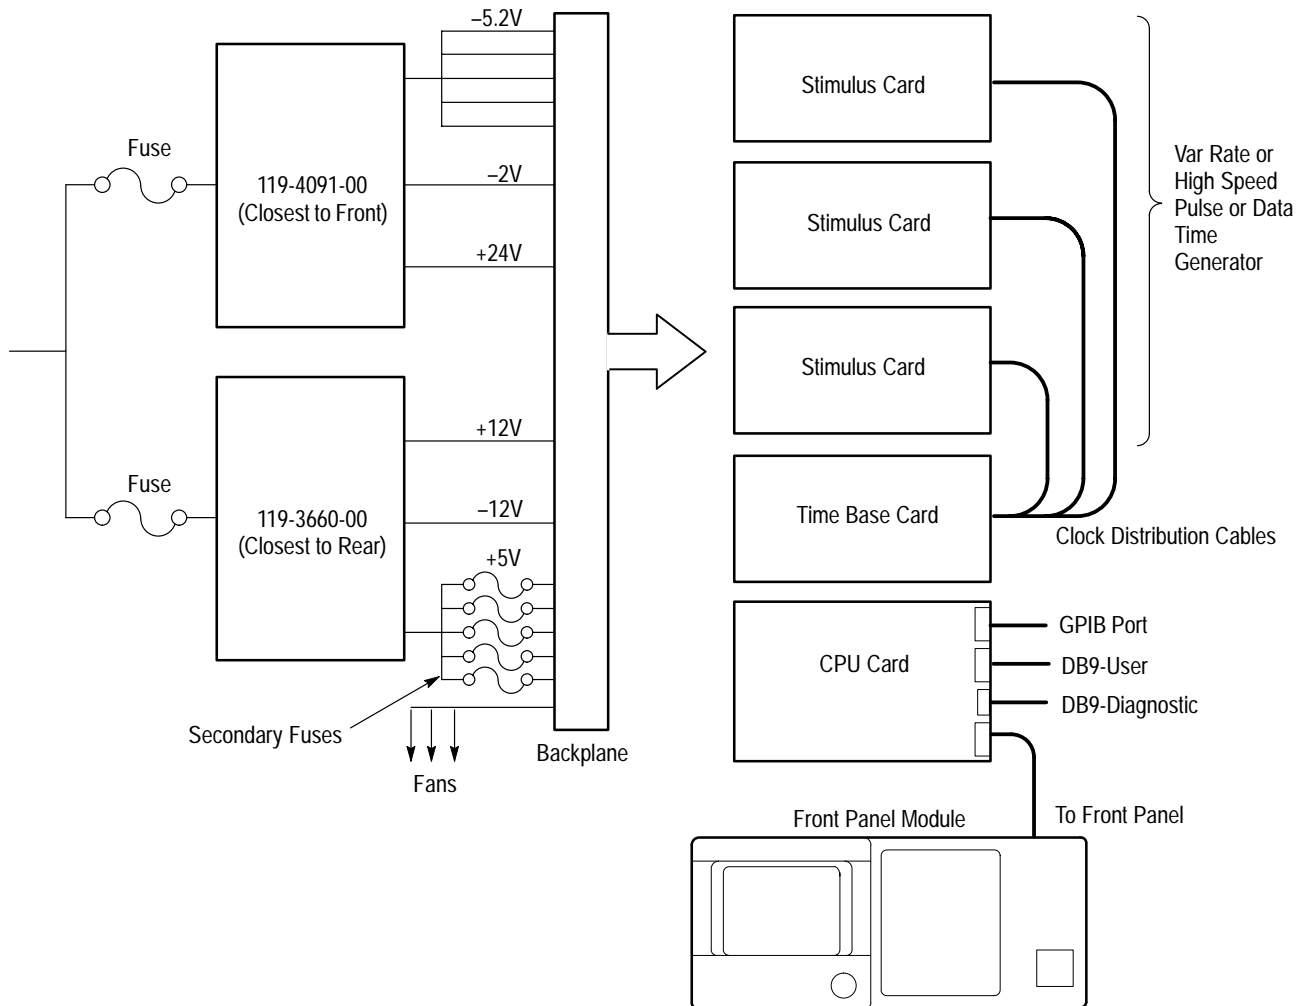 –5.2V
Fuse
119-4091-00
(Closest to Front)
–2V
+24V
Fuse
119-3660-00
(Closest to Rear)
+12V
–12V
+5V
Secondary Fuses
Fans
Backplane
Stimulus Card
Stimulus Card
Stimulus Card
Var Rate or
High Speed
Pulse or Data
Time
Generator
Time Base Card
Clock Distribution Cables
CPU Card
GPIB Port
DB9-User
DB9-Diagnostic
Front Panel Module
To Front Panel